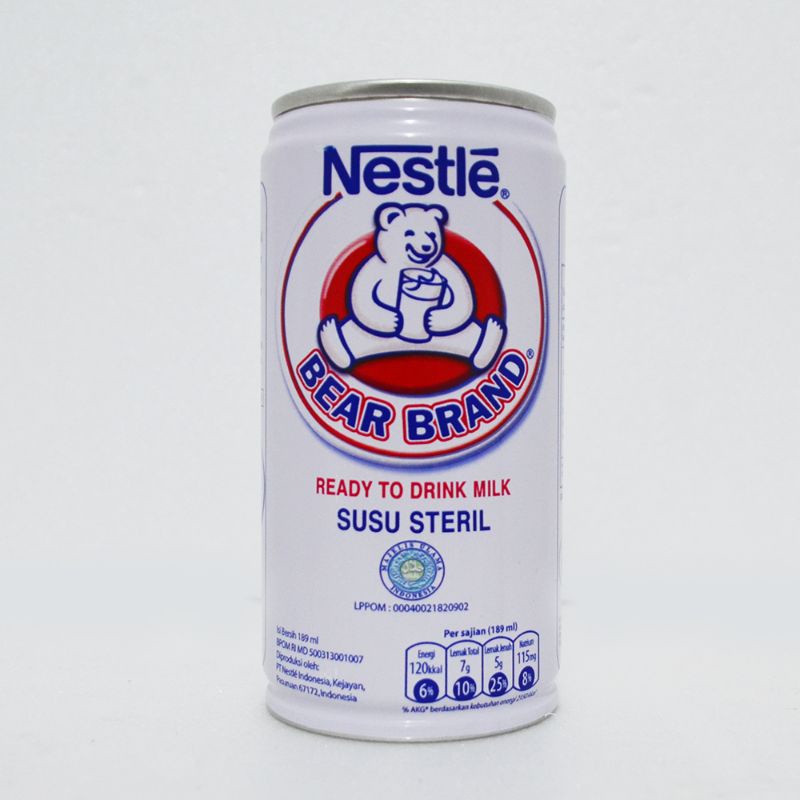 Nestlé®
BEAR BRAND®
READY TO DRINK MILK
SUSU STERIL
MAJELIS ULAMA
INDONESIA
LPPOM : 00040021820902
Isi Bersih 189 ml
BPOM RI MD 500313001007
Diproduksi oleh:
PT Nestlé Indonesia, Kejayan,
Pasuruan 67172, Indonesia
Per sajian (189 ml)
Energi Lemak Total Lemak Jenuh Natrium
120kkal 7g 5g 115mg
6% 10% 25% 8%
% AKG* berdasarkan kebutuhan energi 2150 kkal